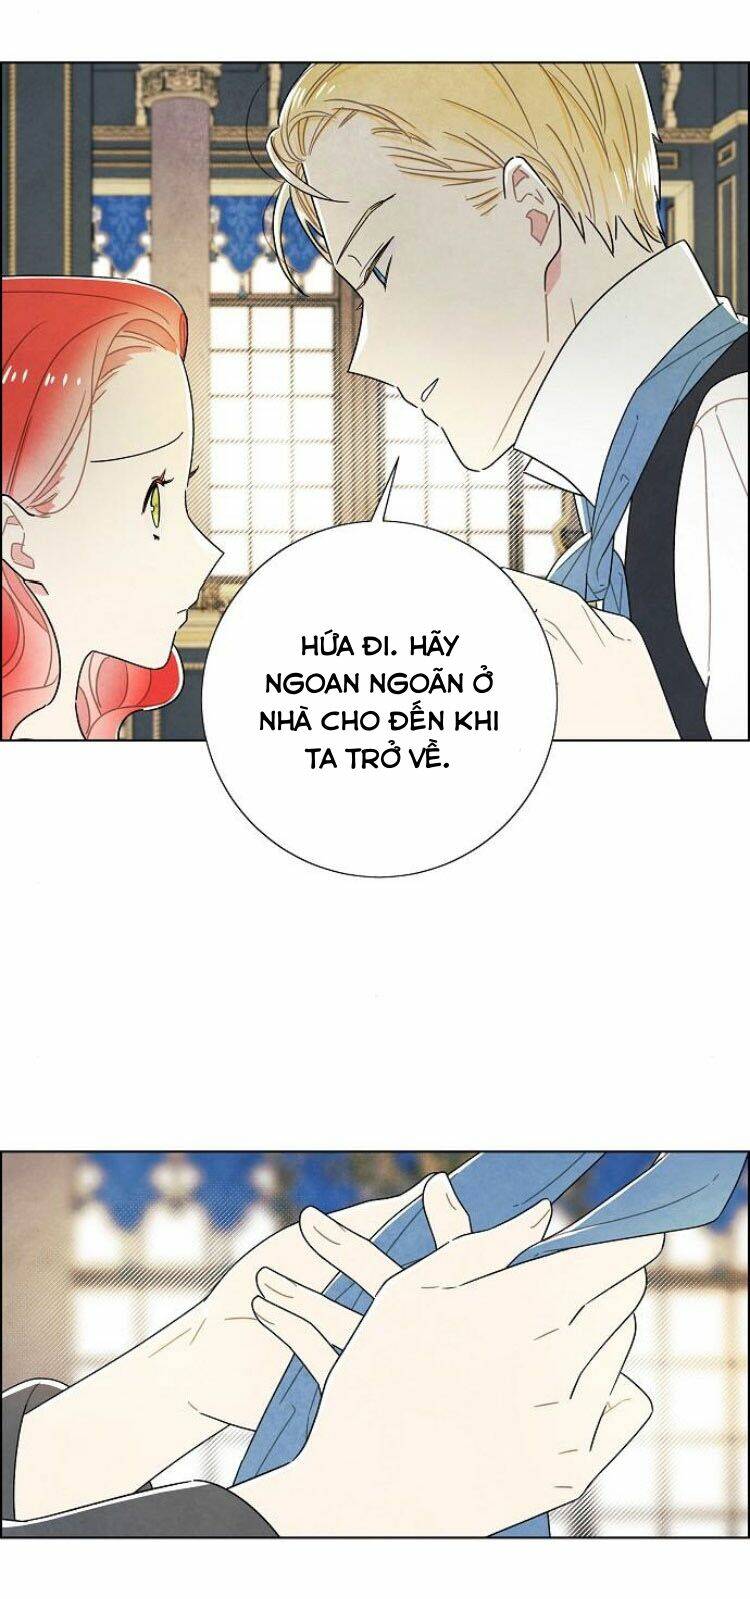 HỨA ĐI. HÃY
NGOAN NGOÃN Ở
NHÀ CHO ĐẾN KHI
TA TRỞ VỀ.